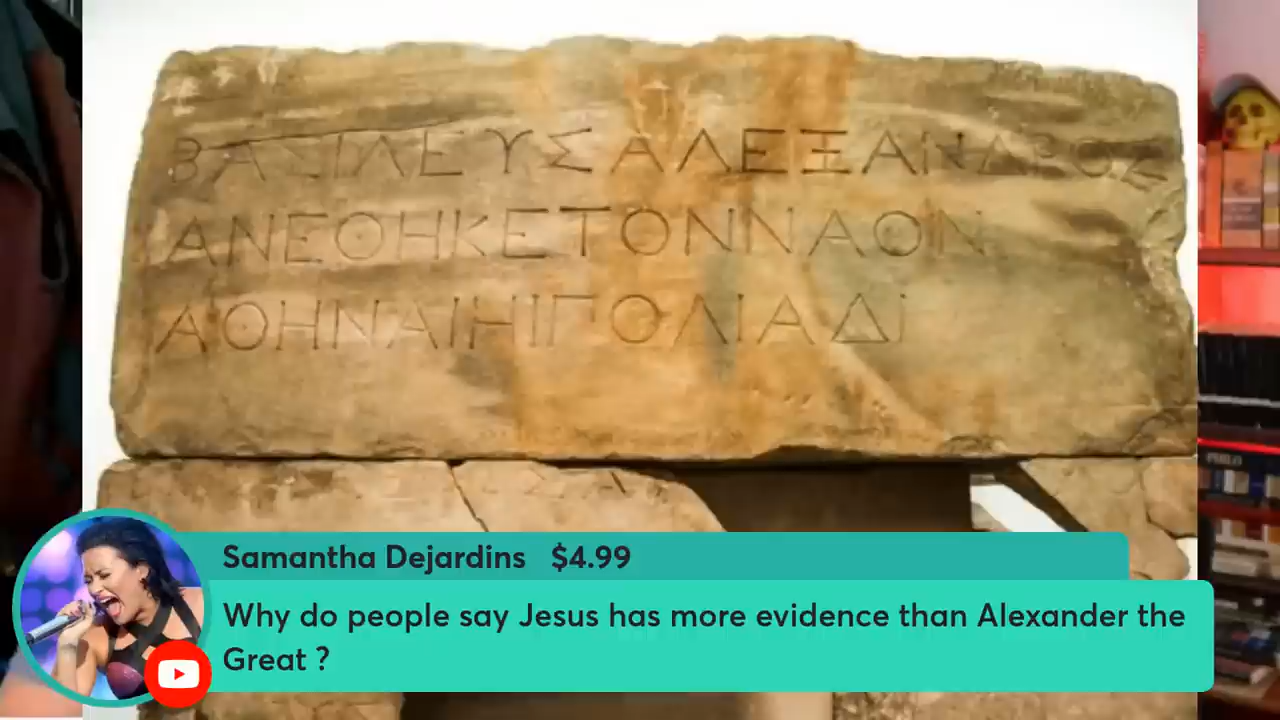 ΒΑΣΙΛΕΥΣΑΛΕΞΑΝΔΡΟΣ
ΑΝΕΘΗΚΕΤΟΝΝΑΟΝ
ΑΘΗΝΑΙΗΙΠΟΛΙΑΔΙ
PHILO
Samantha Dejardins $4.99
Why do people say Jesus has more evidence than Alexander the
Great ?